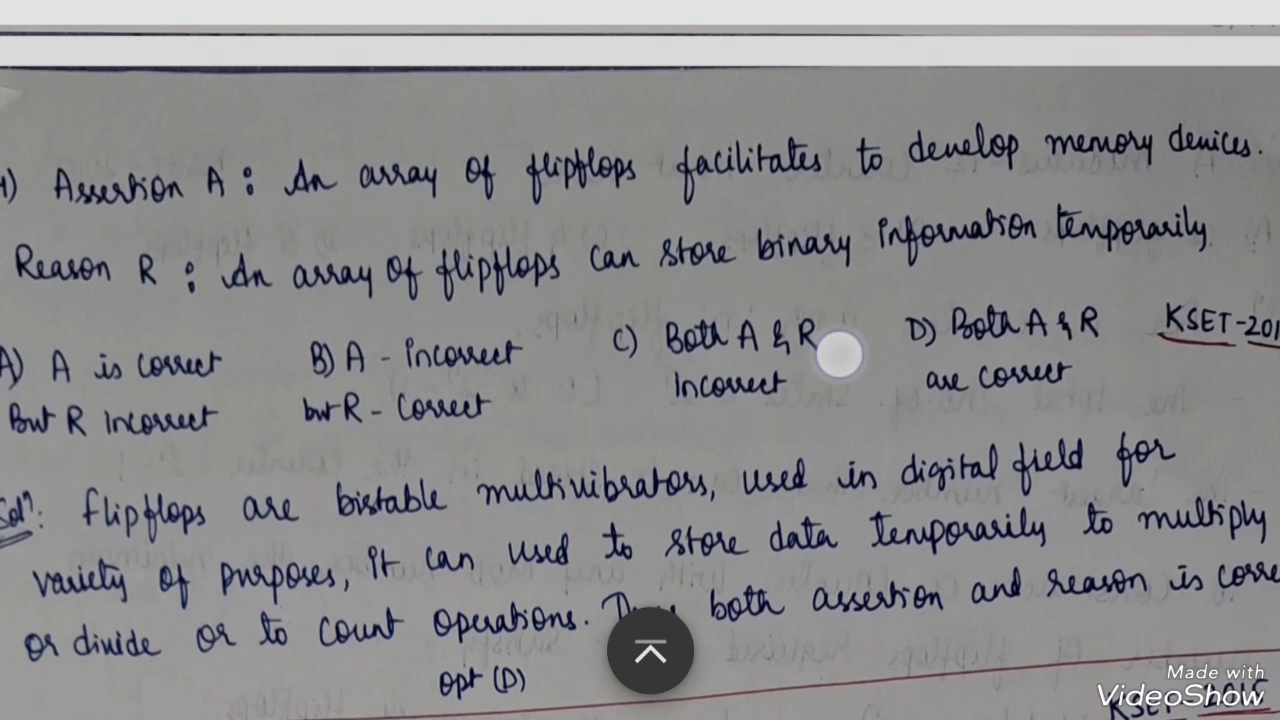 Assertion A : An array of flipflops facilitates to develop memory devices.
Reason R : An array of flipflops can store binary information temporarily
A) A is correct But R Incorrect
B) A - Incorrect but R - Correct
C) Both A & R Incorrect
D) Both A & R are correct
KSET-201
Soln: flipflops are bistable multivibrators, used in digital field for
variety of purposes, it can used to store data temporarily to multiply
or divide or to count operations. both assertion and reason is corre
opt (D)
KSET-2015
Made with
VideoShow